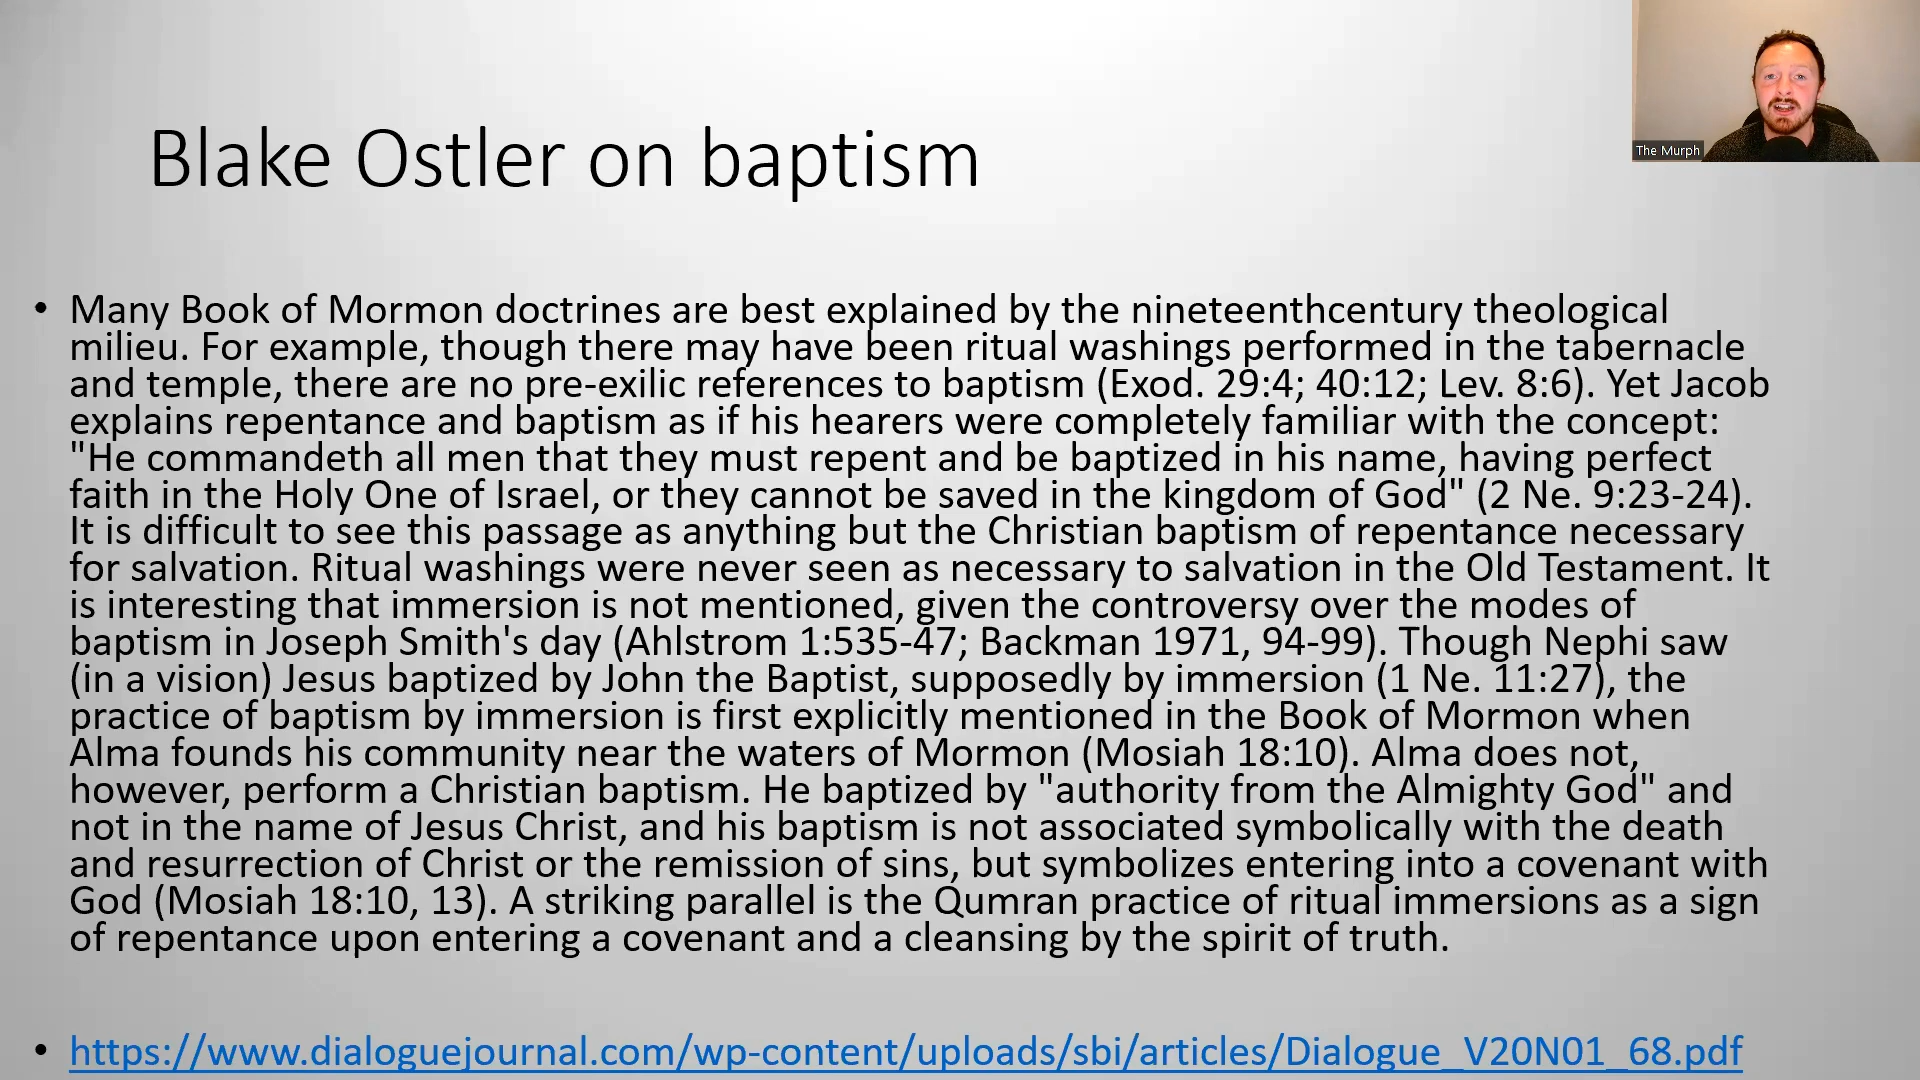 The Murph
Blake Ostler on baptism
• Many Book of Mormon doctrines are best explained by the nineteenthcentury theological
milieu. For example, though there may have been ritual washings performed in the tabernacle
and temple, there are no pre-exilic references to baptism (Exod. 29:4; 40:12; Lev. 8:6). Yet Jacob
explains repentance and baptism as if his hearers were completely familiar with the concept:
"He commandeth all men that they must repent and be baptized in his name, having perfect
faith in the Holy One of Israel, or they cannot be saved in the kingdom of God" (2 Ne. 9:23-24).
It is difficult to see this passage as anything but the Christian baptism of repentance necessary
for salvation. Ritual washings were never seen as necessary to salvation in the Old Testament. It
is interesting that immersion is not mentioned, given the controversy over the modes of
baptism in Joseph Smith's day (Ahlstrom 1:535-47; Backman 1971, 94-99). Though Nephi saw
(in a vision) Jesus baptized by John the Baptist, supposedly by immersion (1 Ne. 11:27), the
practice of baptism by immersion is first explicitly mentioned in the Book of Mormon when
Alma founds his community near the waters of Mormon (Mosiah 18:10). Alma does not,
however, perform a Christian baptism. He baptized by "authority from the Almighty God" and
not in the name of Jesus Christ, and his baptism is not associated symbolically with the death
and resurrection of Christ or the remission of sins, but symbolizes entering into a covenant with
God (Mosiah 18:10, 13). A striking parallel is the Qumran practice of ritual immersions as a sign
of repentance upon entering a covenant and a cleansing by the spirit of truth.
• https://www.dialoguejournal.com/wp-content/uploads/sbi/articles/Dialogue_V20N01_68.pdf